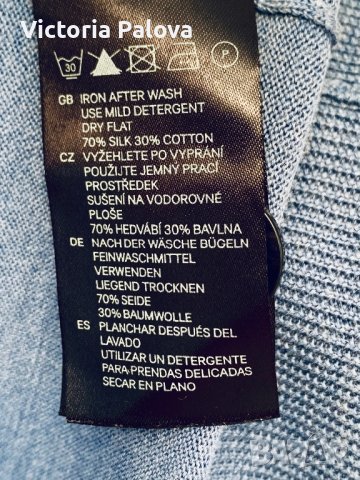 Victoria Palova
30
P
GB IRON AFTER WASH
USE MILD DETERGENT
DRY FLAT
70% SILK 30% COTTON
CZ VYŽEHLETE PO VYPRÁNÍ
POUŽIJTE JEMNÝ PRACÍ
PROSTŘEDEK
SUŠENÍ NA VODOROVNÉ
PLOŠE
70% HEDVÁBÍ 30% BAVLNA
DE NACH DER WÄSCHE BÜGELN
FEINWASCHMITTEL
VERWENDEN
LIEGEND TROCKNEN
70% SEIDE
30% BAUMWOLLE
ES PLANCHAR DESPUÉS DEL
LAVADO
UTILIZAR UN DETERGENTE
PARA PRENDAS DELICADAS
SECAR EN PLANO